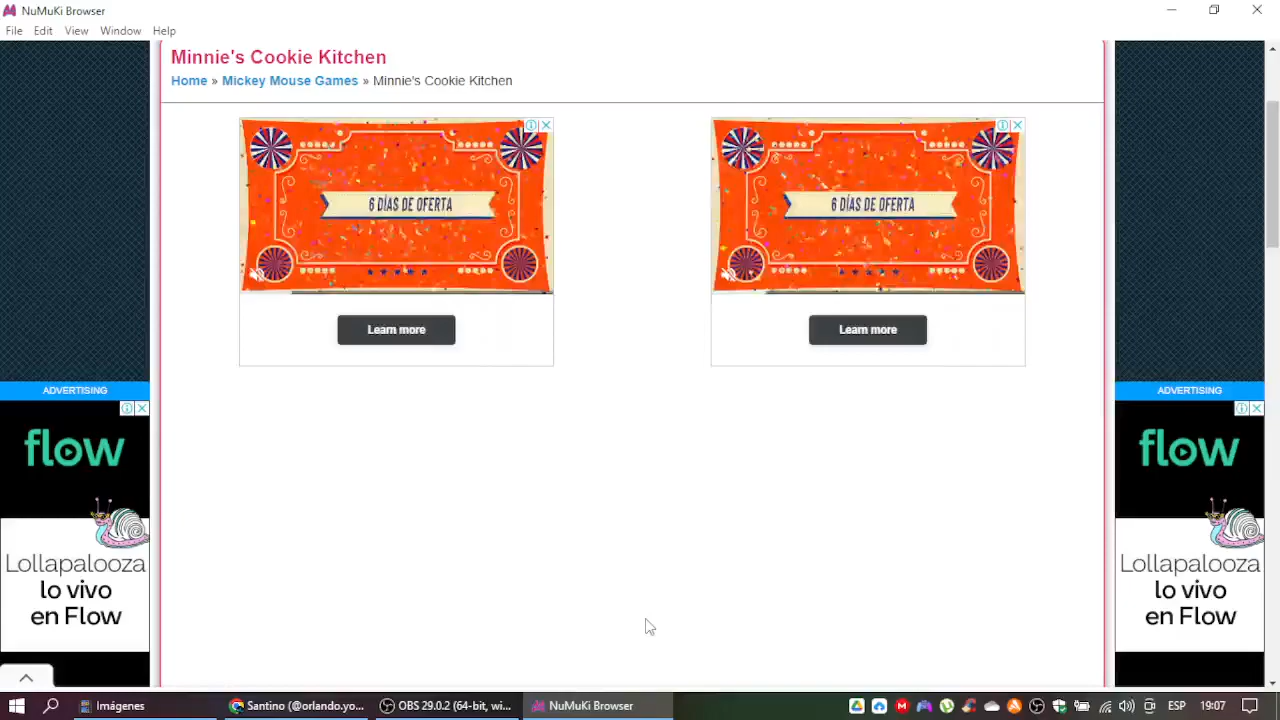 NuMuKi Browser
File Edit View Window Help
Minnie's Cookie Kitchen
Home » Mickey Mouse Games » Minnie's Cookie Kitchen
6 DÍAS DE OFERTA
6 DÍAS DE OFERTA
Learn more
Learn more
ADVERTISING
flow
Lollapalooza
lo vivo
en Flow
ADVERTISING
flow
Lollapalooza
lo vivo
en Flow
Imágenes
Santino (@orlando.yo...
OBS 29.0.2 (64-bit, wi...
NuMuKi Browser
ESP
19:07